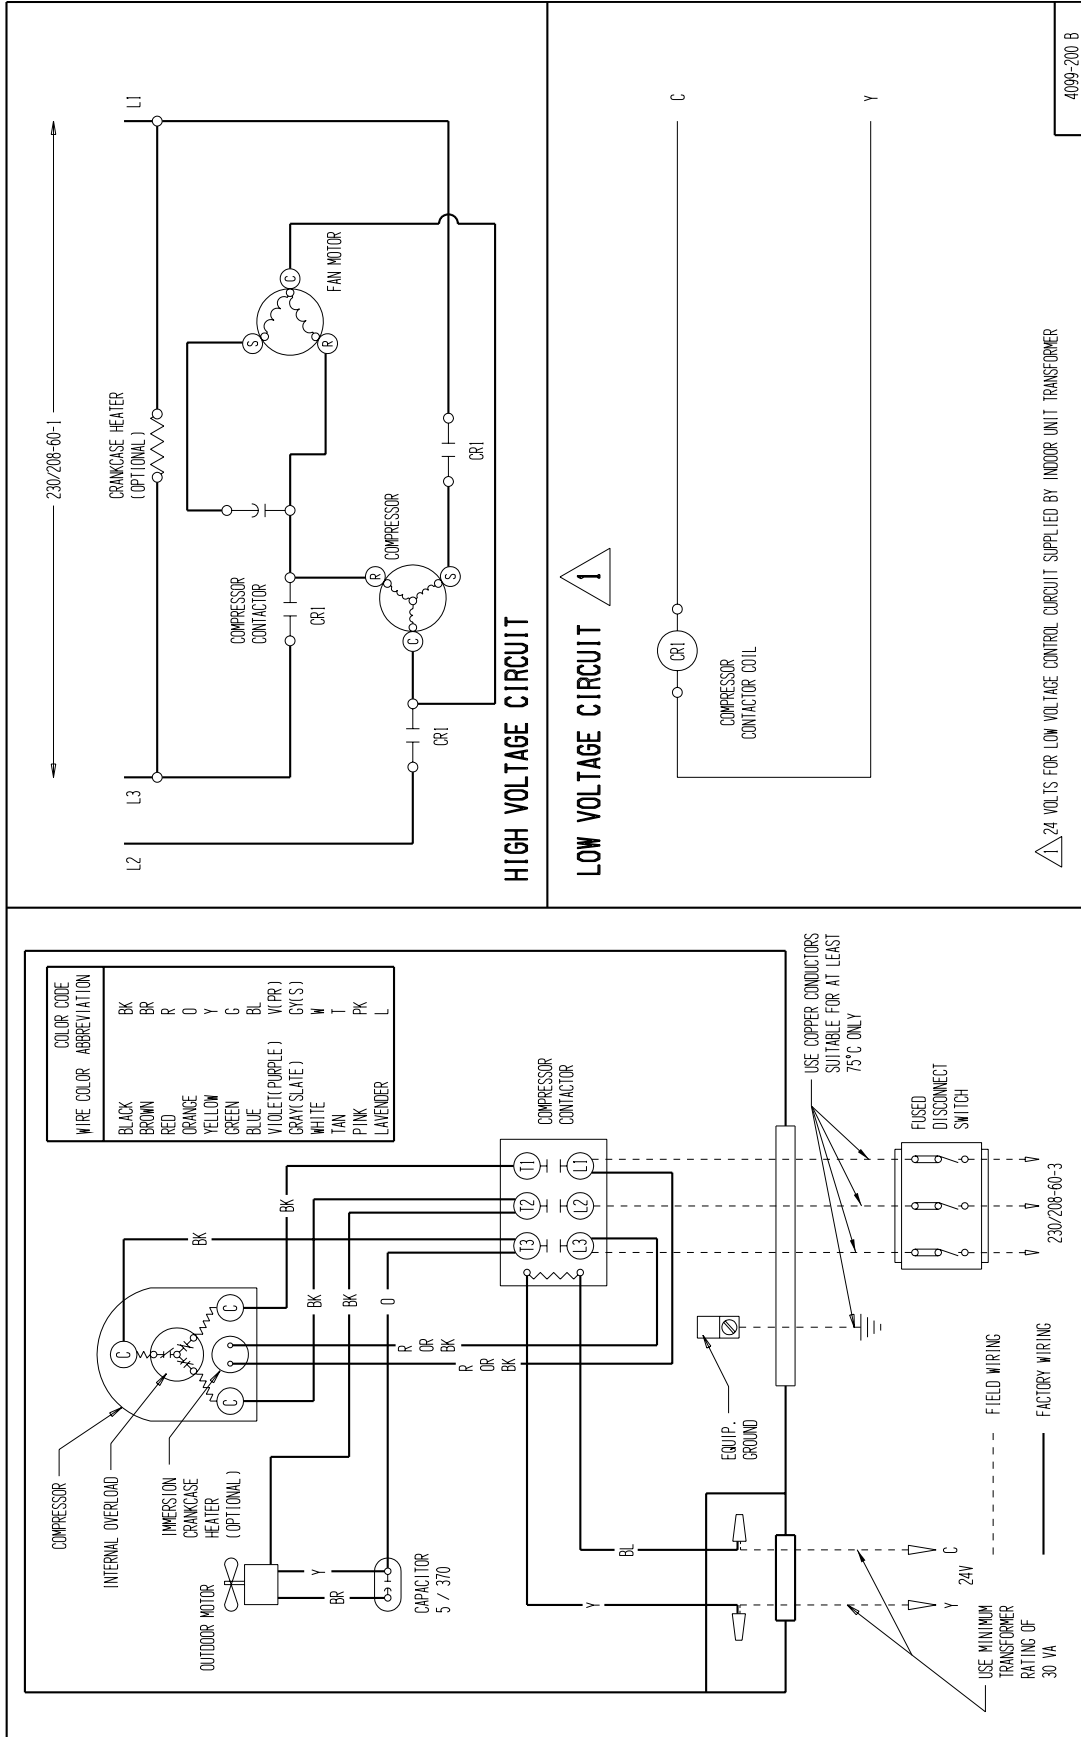 COLOR CODE
WIRE COLOR ABBREVIATION
BLACK BK
BROWN BR
RED R
ORANGE O
YELLOW Y
GREEN G
BLUE BL
VIOLET(PURPLE) V(PR)
GRAY(SLATE) GY(S)
WHITE W
TAN T
PINK PK
LAVENDER L
COMPRESSOR
INTERNAL OVERLOAD
IMMERSION
CRANKCASE
HEATER
(OPTIONAL)
OUTDOOR MOTOR
CAPACITOR
5 / 370
C
C
C
BK
BK
BK
BK
O
R OR BK
R OR BK
Y
BR
COMPRESSOR
CONTACTOR
T3 T2 T1
L3 L2 L1
EQUIP.
GROUND
BL
Y
USE COPPER CONDUCTORS
SUITABLE FOR AT LEAST
75°C ONLY
FUSED
DISCONNECT
SWITCH
230/208-60-3
Y C
24V
USE MINIMUM
TRANSFORMER
RATING OF
30 VA
FIELD WIRING
FACTORY WIRING
230/208-60-1
L2
L3
L1
CRANKCASE HEATER
(OPTIONAL)
COMPRESSOR
CONTACTOR
CR1
S
C
R
FAN MOTOR
R
C
S
COMPRESSOR
CR1
CR1
HIGH VOLTAGE CIRCUIT
LOW VOLTAGE CIRCUIT 1
CR1
COMPRESSOR
CONTACTOR COIL
C
Y
1 24 VOLTS FOR LOW VOLTAGE CONTROL CURCUIT SUPPLIED BY INDOOR UNIT TRANSFORMER
4099-200 B